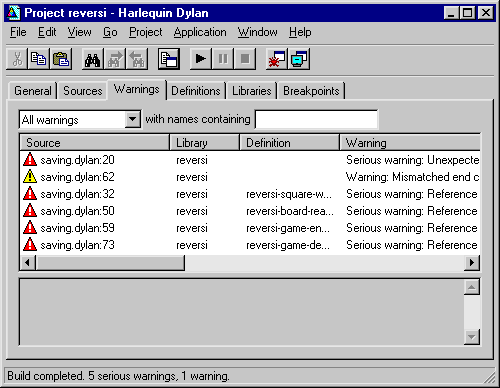 Project reversi - Harlequin Dylan
File Edit View Go Project Application Window Help
General Sources Warnings Definitions Libraries Breakpoints
All warnings with names containing
Source Library Definition Warning
saving.dylan:20 reversi Serious warning: Unexpecte
saving.dylan:62 reversi Warning: Mismatched end c
saving.dylan:32 reversi reversi-square-w... Serious warning: Reference
saving.dylan:50 reversi reversi-board-rea... Serious warning: Reference
saving.dylan:59 reversi reversi-game-en... Serious warning: Reference
saving.dylan:73 reversi reversi-game-de... Serious warning: Reference
Build completed. 5 serious warnings, 1 warning.